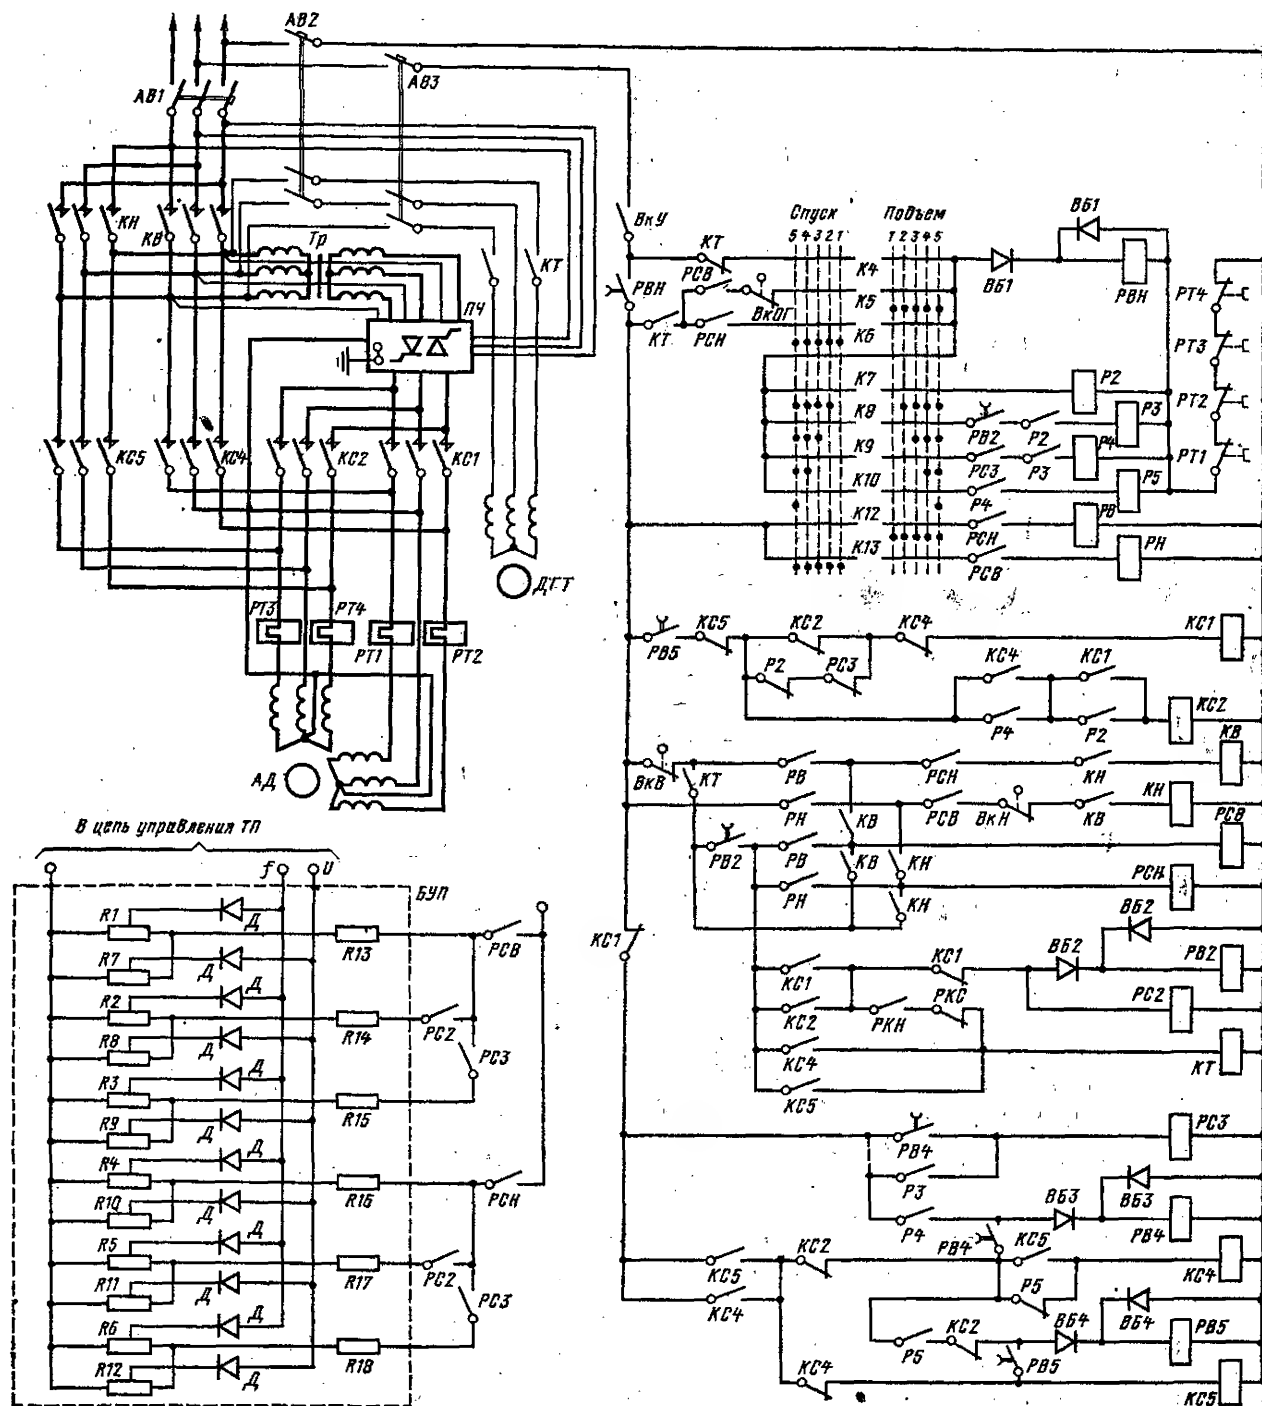 АВ2
АВ3
АВ1
КН
КВ
Тр
КТ
ПЧ
КС5
КС4
КС2
КС1
ДГТ
РТ3
РТ4
РТ1
РТ2
АД
ВкУ
РВН
КТ
РСВ
ВкОГ
КТ
РСН
Спуск
Подъем
5 4 3 2 1
1 2 3 4 5
К4
К5
К6
К7
К8
К9
К10
К12
К13
ВБ1
ВБ1
РВН
РТ4
РТ3
РТ2
РТ1
Р2
РВ2
Р2
Р3
РС3
Р3
Р4
Р4
Р5
РСН
РВ
РСВ
РН
РВ5
КС5
КС2
КС4
КС1
Р2
РС3
КС4
КС1
Р4
Р2
КС2
ВкВ
КТ
РВ
РСН
КН
КВ
РН
КВ
РСВ
ВкН
КВ
КН
РВ2
РВ
КВ
КН
РСВ
РН
КН
РСН
КС1
КС1
КС1
ВБ2
ВБ2
РВ2
КС2
РКН
РКС
РС2
КС4
КТ
КС5
РВ4
РС3
Р3
Р4
РВ4
ВБ3
ВБ3
РВ4
КС5
КС2
КС5
КС4
КС4
Р5
Р5
КС2
ВБ4
ВБ4
РВ5
КС4
РВ5
КС5
В цепь управления ТП
f
U
БУП
R1
Д
R13
РСВ
R7
Д
R2
Д
R14
РС2
R8
Д
РС3
R3
Д
R15
R9
Д
R4
Д
R16
РСН
R10
Д
R5
Д
R17
РС2
R11
Д
РС3
R6
Д
R18
R12
Д